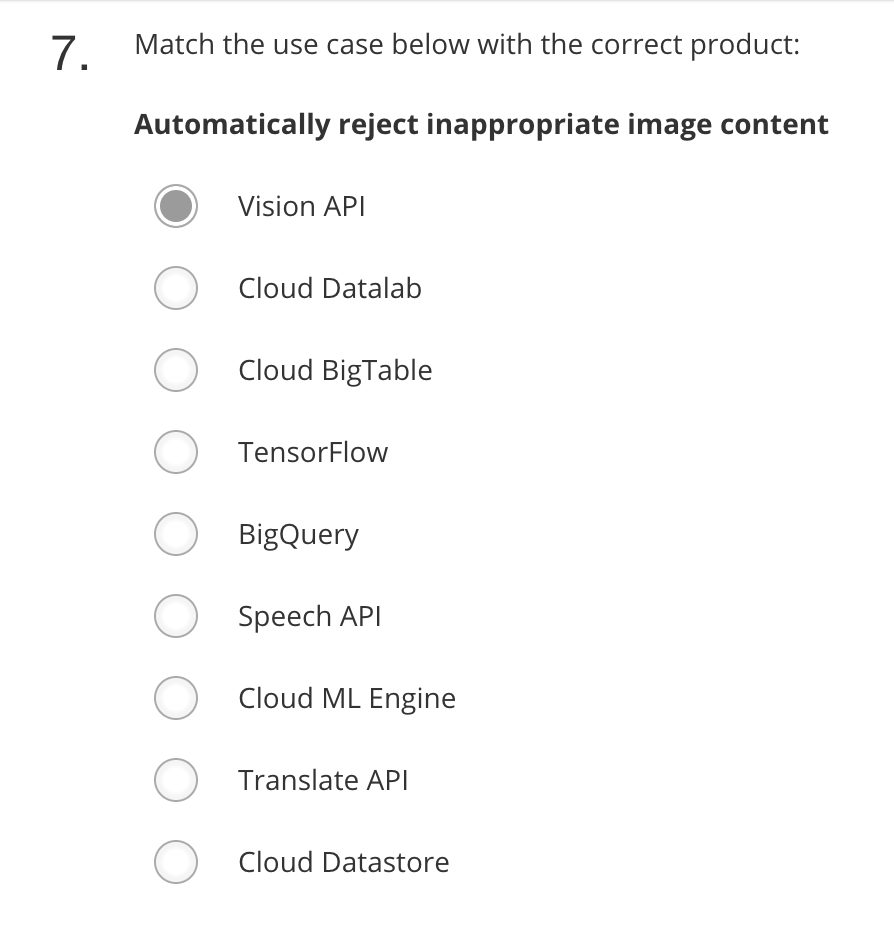 7.
Match the use case below with the correct product:
Automatically reject inappropriate image content
Vision API
Cloud Datalab
Cloud BigTable
TensorFlow
BigQuery
Speech API
Cloud ML Engine
Translate API
Cloud Datastore